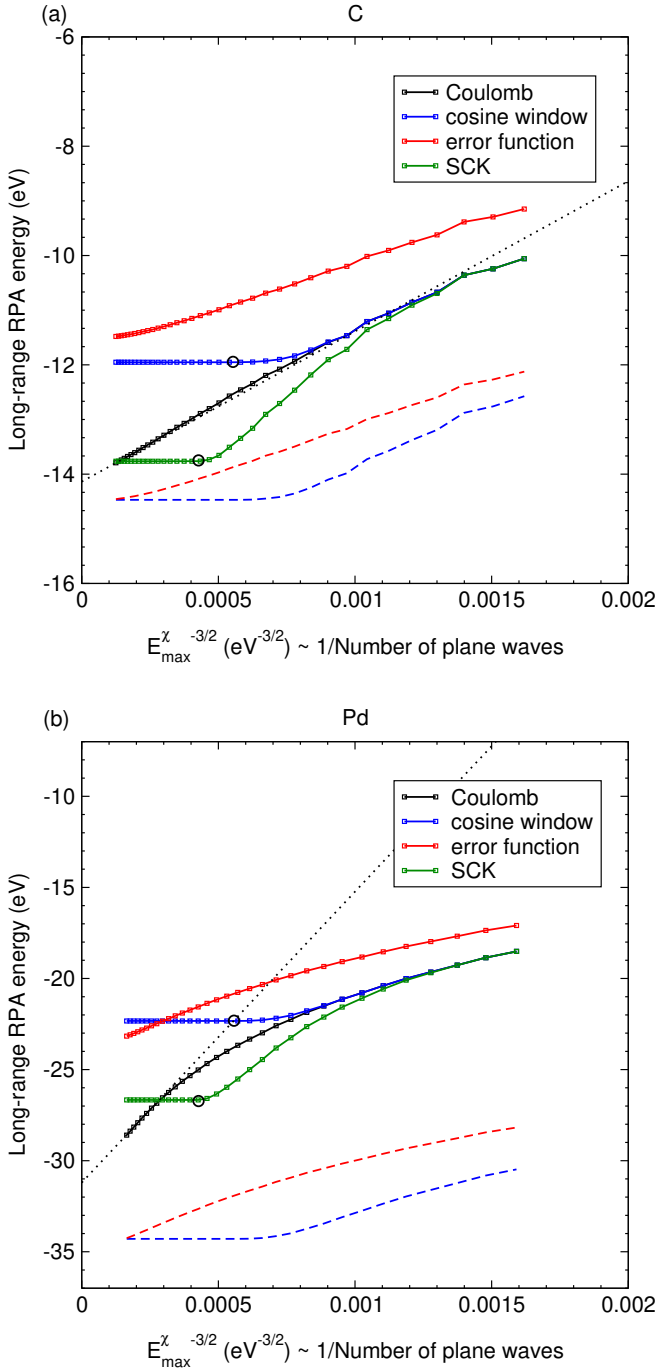 (a)
C
-6
-8
-10
-12
-14
-16
Long-range RPA energy (eV)
Coulomb
cosine window
error function
SCK
0
0.0005
0.001
0.0015
0.002
E_max^χ -3/2 (eV^-3/2) ~ 1/Number of plane waves
(b)
Pd
-10
-15
-20
-25
-30
-35
Long-range RPA energy (eV)
Coulomb
cosine window
error function
SCK
0
0.0005
0.001
0.0015
0.002
E_max^χ -3/2 (eV^-3/2) ~ 1/Number of plane waves